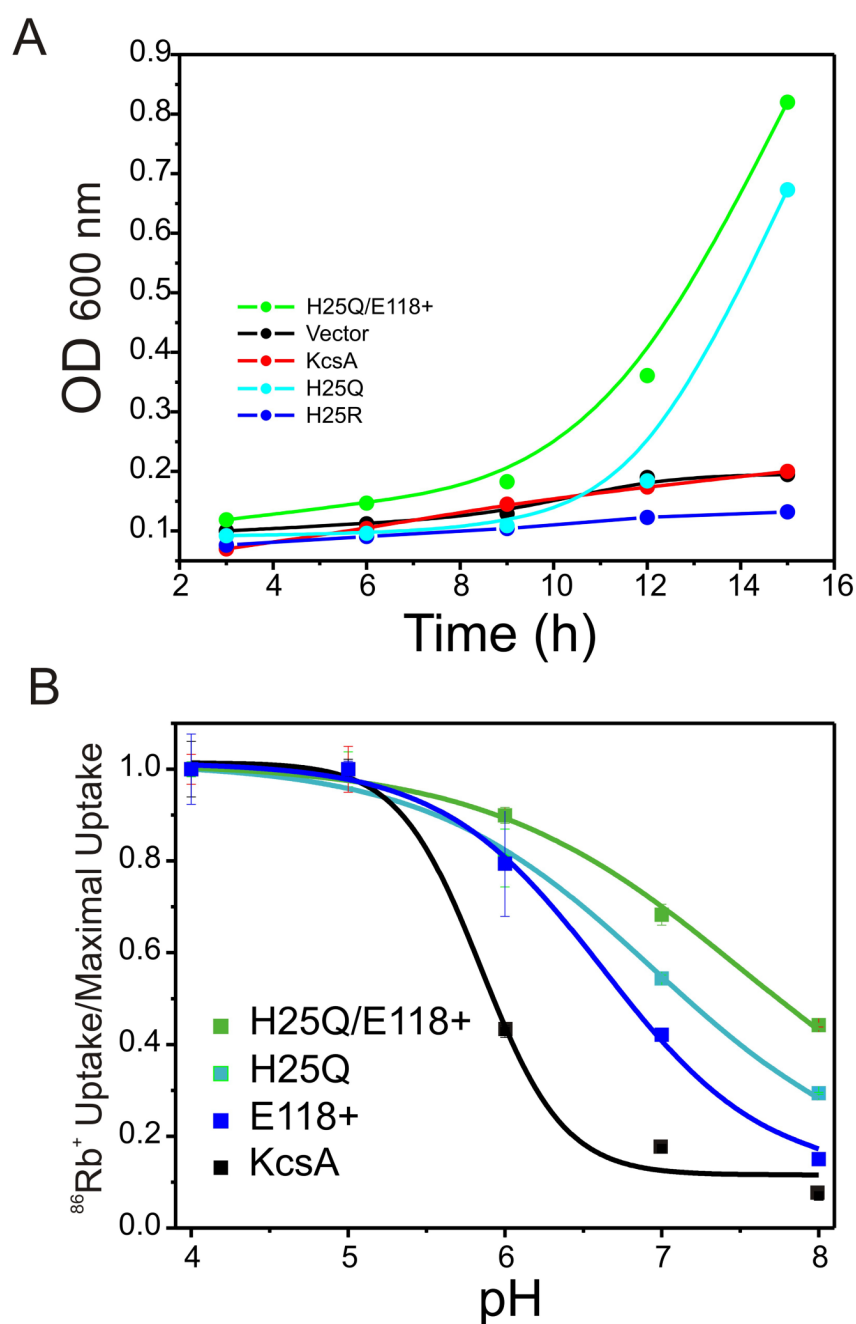 A
0.9
0.8
0.7
0.6
0.5
0.4
0.3
0.2
0.1
OD 600 nm
H25Q/E118+
Vector
KcsA
H25Q
H25R
2 4 6 8 10 12 14 16
Time (h)
B
1.0
0.8
0.6
0.4
0.2
0.0
⁸⁶Rb⁺ Uptake/Maximal Uptake
H25Q/E118+
H25Q
E118+
KcsA
4 5 6 7 8
pH